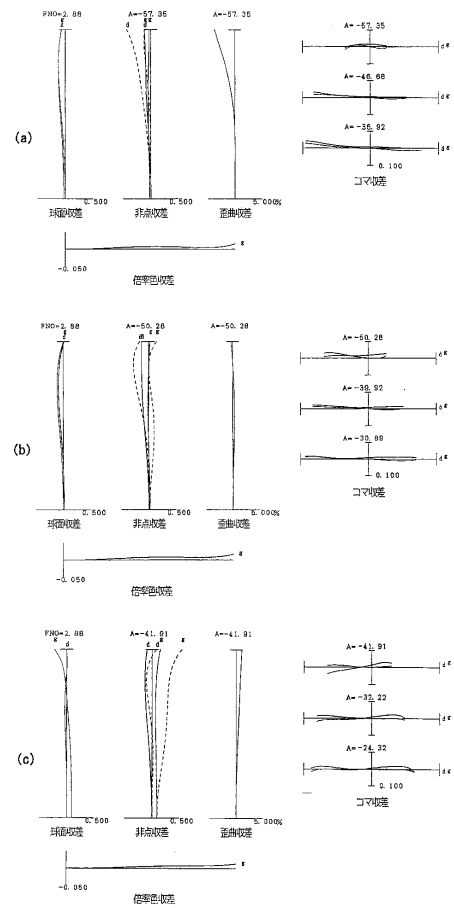 FNO=2.88 A=-57.35 A=-57.35
g d g
d d
(a)
0.500 0.500 5.000%
球面収差 非点収差 歪曲収差
g
-0.050
倍率色収差
A=-57.35
d g
A=-46.68
d g
A=-36.92
d g
0.100
コマ収差
FNO=2.88 A=-50.28 A=-50.28
g dd g g
d
(b)
0.500 0.500 5.000%
球面収差 非点収差 歪曲収差
g
-0.050
倍率色収差
A=-50.28
d g
A=-39.92
d g
A=-30.89
d g
0.100
コマ収差
FNO=2.88 A=-41.91 A=-41.91
g d d d g g
(c)
0.500 0.500 5.000%
球面収差 非点収差 歪曲収差
g
-0.050
倍率色収差
A=-41.91
d g
A=-32.22
d g
A=-24.32
d g
0.100
コマ収差